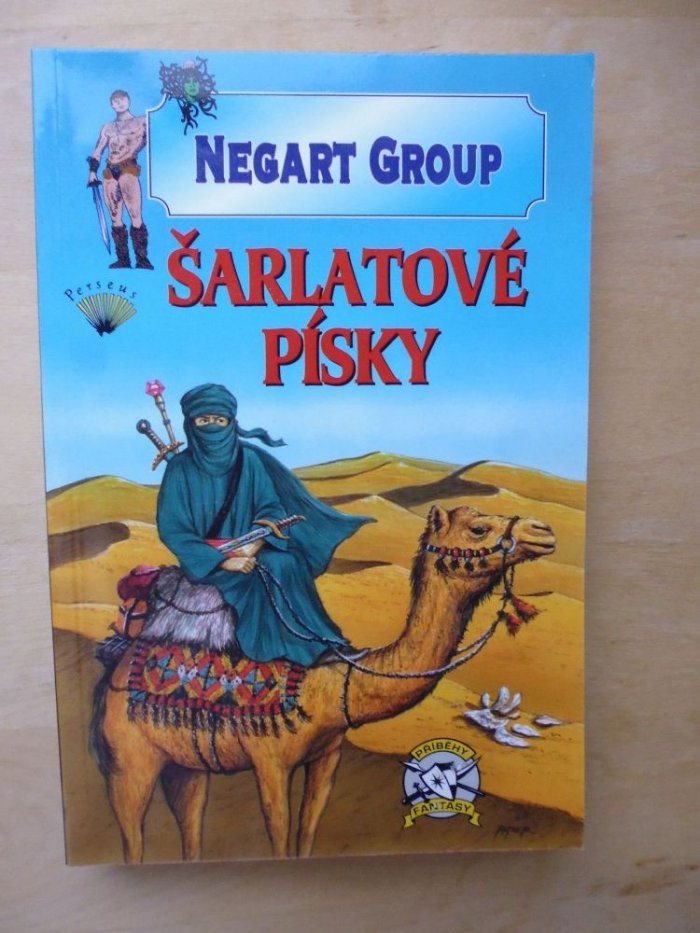 NEGART GROUP
ŠARLATOVÉ
PÍSKY
Perseus
PŘÍBĚHY
FANTASY